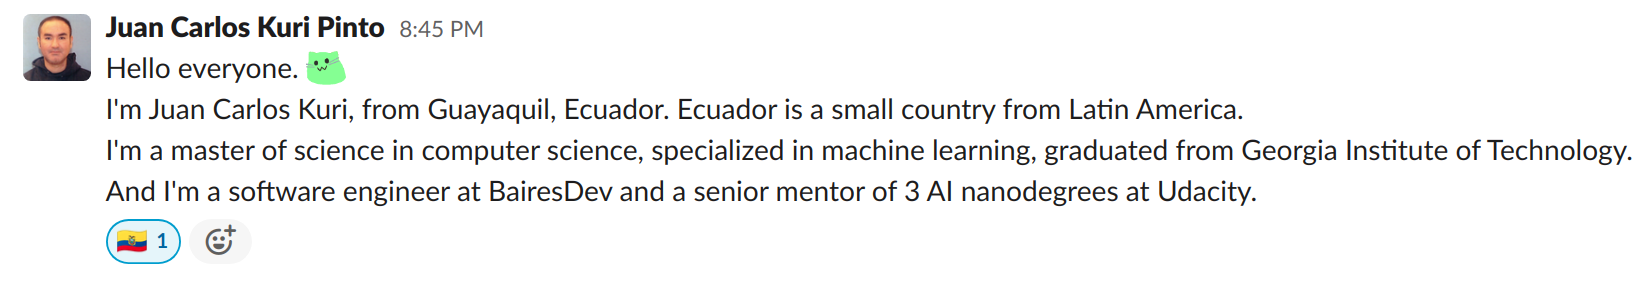 Juan Carlos Kuri Pinto 8:45 PM
Hello everyone.
I'm Juan Carlos Kuri, from Guayaquil, Ecuador. Ecuador is a small country from Latin America.
I'm a master of science in computer science, specialized in machine learning, graduated from Georgia Institute of Technology.
And I'm a software engineer at BairesDev and a senior mentor of 3 AI nanodegrees at Udacity.
1